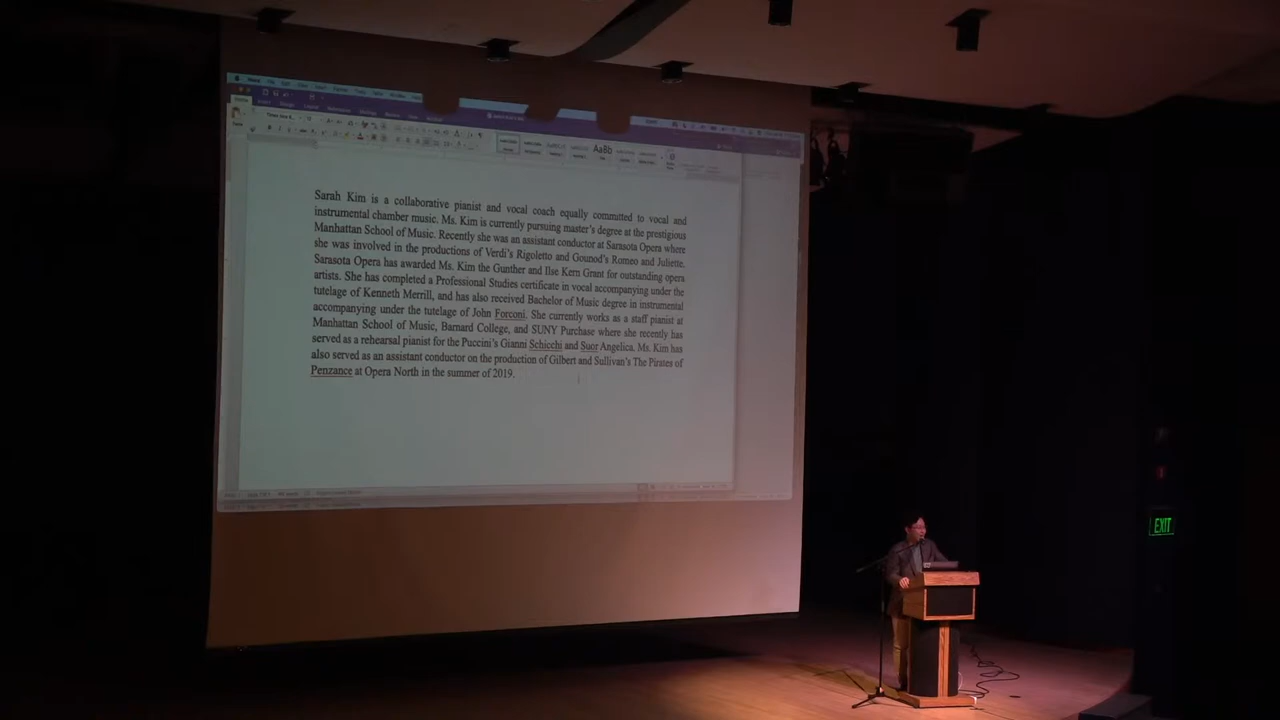 AaBb
Sarah Kim is a collaborative pianist and vocal coach equally committed to vocal and
instrumental chamber music. Ms. Kim is currently pursuing master's degree at the prestigious
Manhattan School of Music. Recently she was an assistant conductor at Sarasota Opera where
she was involved in the productions of Verdi's Rigoletto and Gounod's Romeo and Juliette.
Sarasota Opera has awarded Ms. Kim the Gunther and Ilse Kern Grant for outstanding opera
artists. She has completed a Professional Studies certificate in vocal accompanying under the
tutelage of Kenneth Merrill, and has also received Bachelor of Music degree in instrumental
accompanying under the tutelage of John Forconi. She currently works as a staff pianist at
Manhattan School of Music, Barnard College, and SUNY Purchase where she recently has
served as a rehearsal pianist for the Puccini's Gianni Schicchi and Suor Angelica. Ms. Kim has
also served as an assistant conductor on the production of Gilbert and Sullivan's The Pirates of
Penzance at Opera North in the summer of 2019.
EXIT